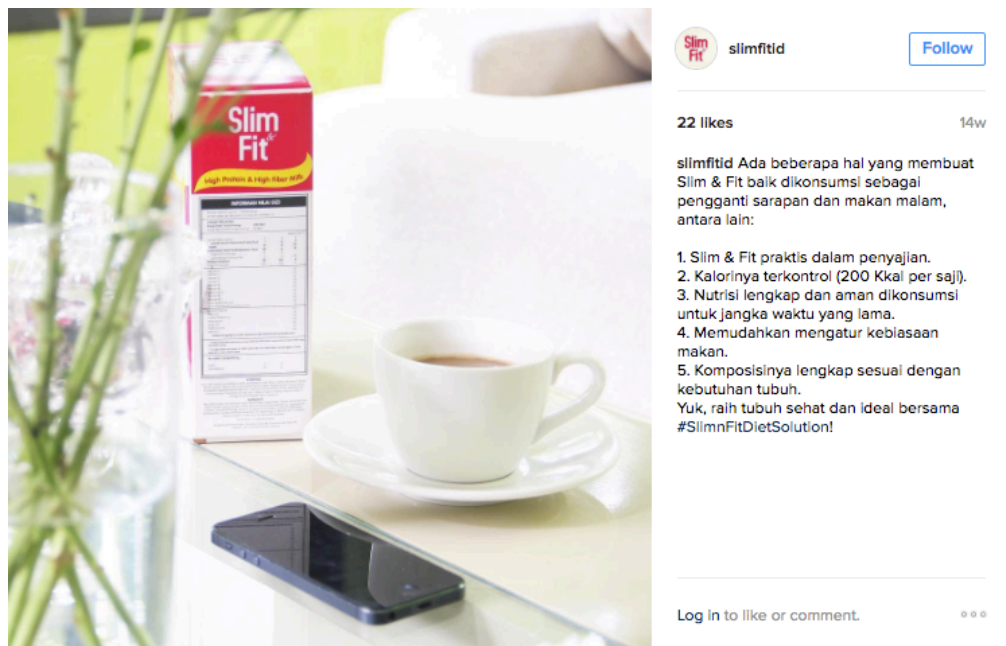 Slim
& Fit
High Protein & High Fiber Milk
INFORMASI NILAI GIZI
Slim
& Fit
slimfitid
Follow
22 likes
14w
slimfitid Ada beberapa hal yang membuat
Slim & Fit baik dikonsumsi sebagai
pengganti sarapan dan makan malam,
antara lain:
1. Slim & Fit praktis dalam penyajian.
2. Kalorinya terkontrol (200 Kkal per saji).
3. Nutrisi lengkap dan aman dikonsumsi
untuk jangka waktu yang lama.
4. Memudahkan mengatur kebiasaan
makan.
5. Komposisinya lengkap sesuai dengan
kebutuhan tubuh.
Yuk, raih tubuh sehat dan ideal bersama
#SlimnFitDietSolution!
Log in to like or comment.